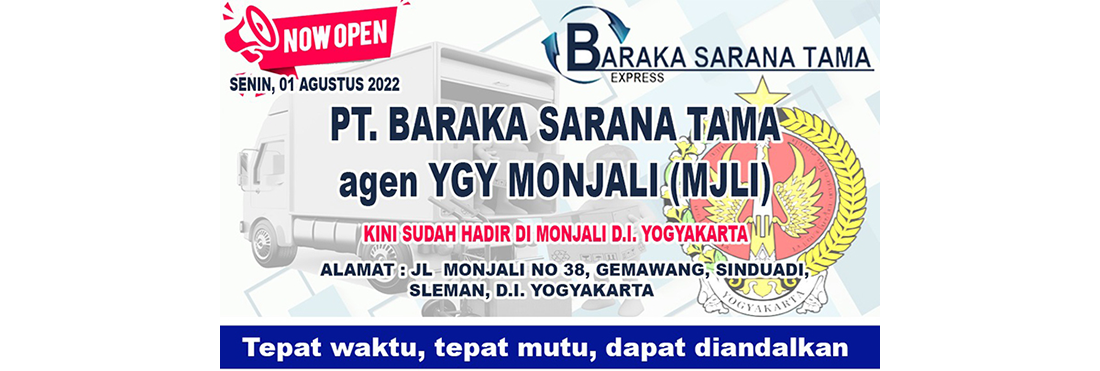 NOW OPEN
SENIN, 01 AGUSTUS 2022
BARAKA SARANA TAMA
EXPRESS
PT. BARAKA SARANA TAMA
agen YGY MONJALI (MJLI)
KINI SUDAH HADIR DI MONJALI D.I. YOGYAKARTA
ALAMAT : JL MONJALI NO 38, GEMAWANG, SINDUADI,
SLEMAN, D.I. YOGYAKARTA
YOGYAKARTA
Tepat waktu, tepat mutu, dapat diandalkan